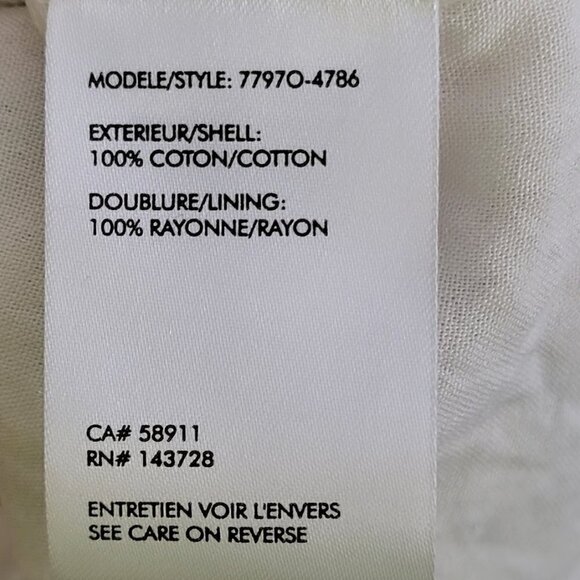 MODELE/STYLE: 7797O-4786
EXTERIEUR/SHELL:
100% COTON/COTTON
DOUBLURE/LINING:
100% RAYONNE/RAYON
CA# 58911
RN# 143728
ENTRETIEN VOIR L'ENVERS
SEE CARE ON REVERSE